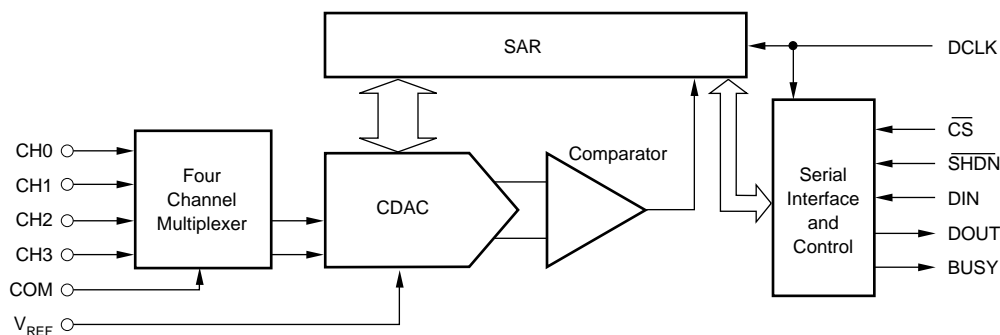 SAR
DCLK
CH0
CH1
CH2
CH3
COM
VREF
Four
Channel
Multiplexer
CDAC
Comparator
Serial
Interface
and
Control
CS
SHDN
DIN
DOUT
BUSY